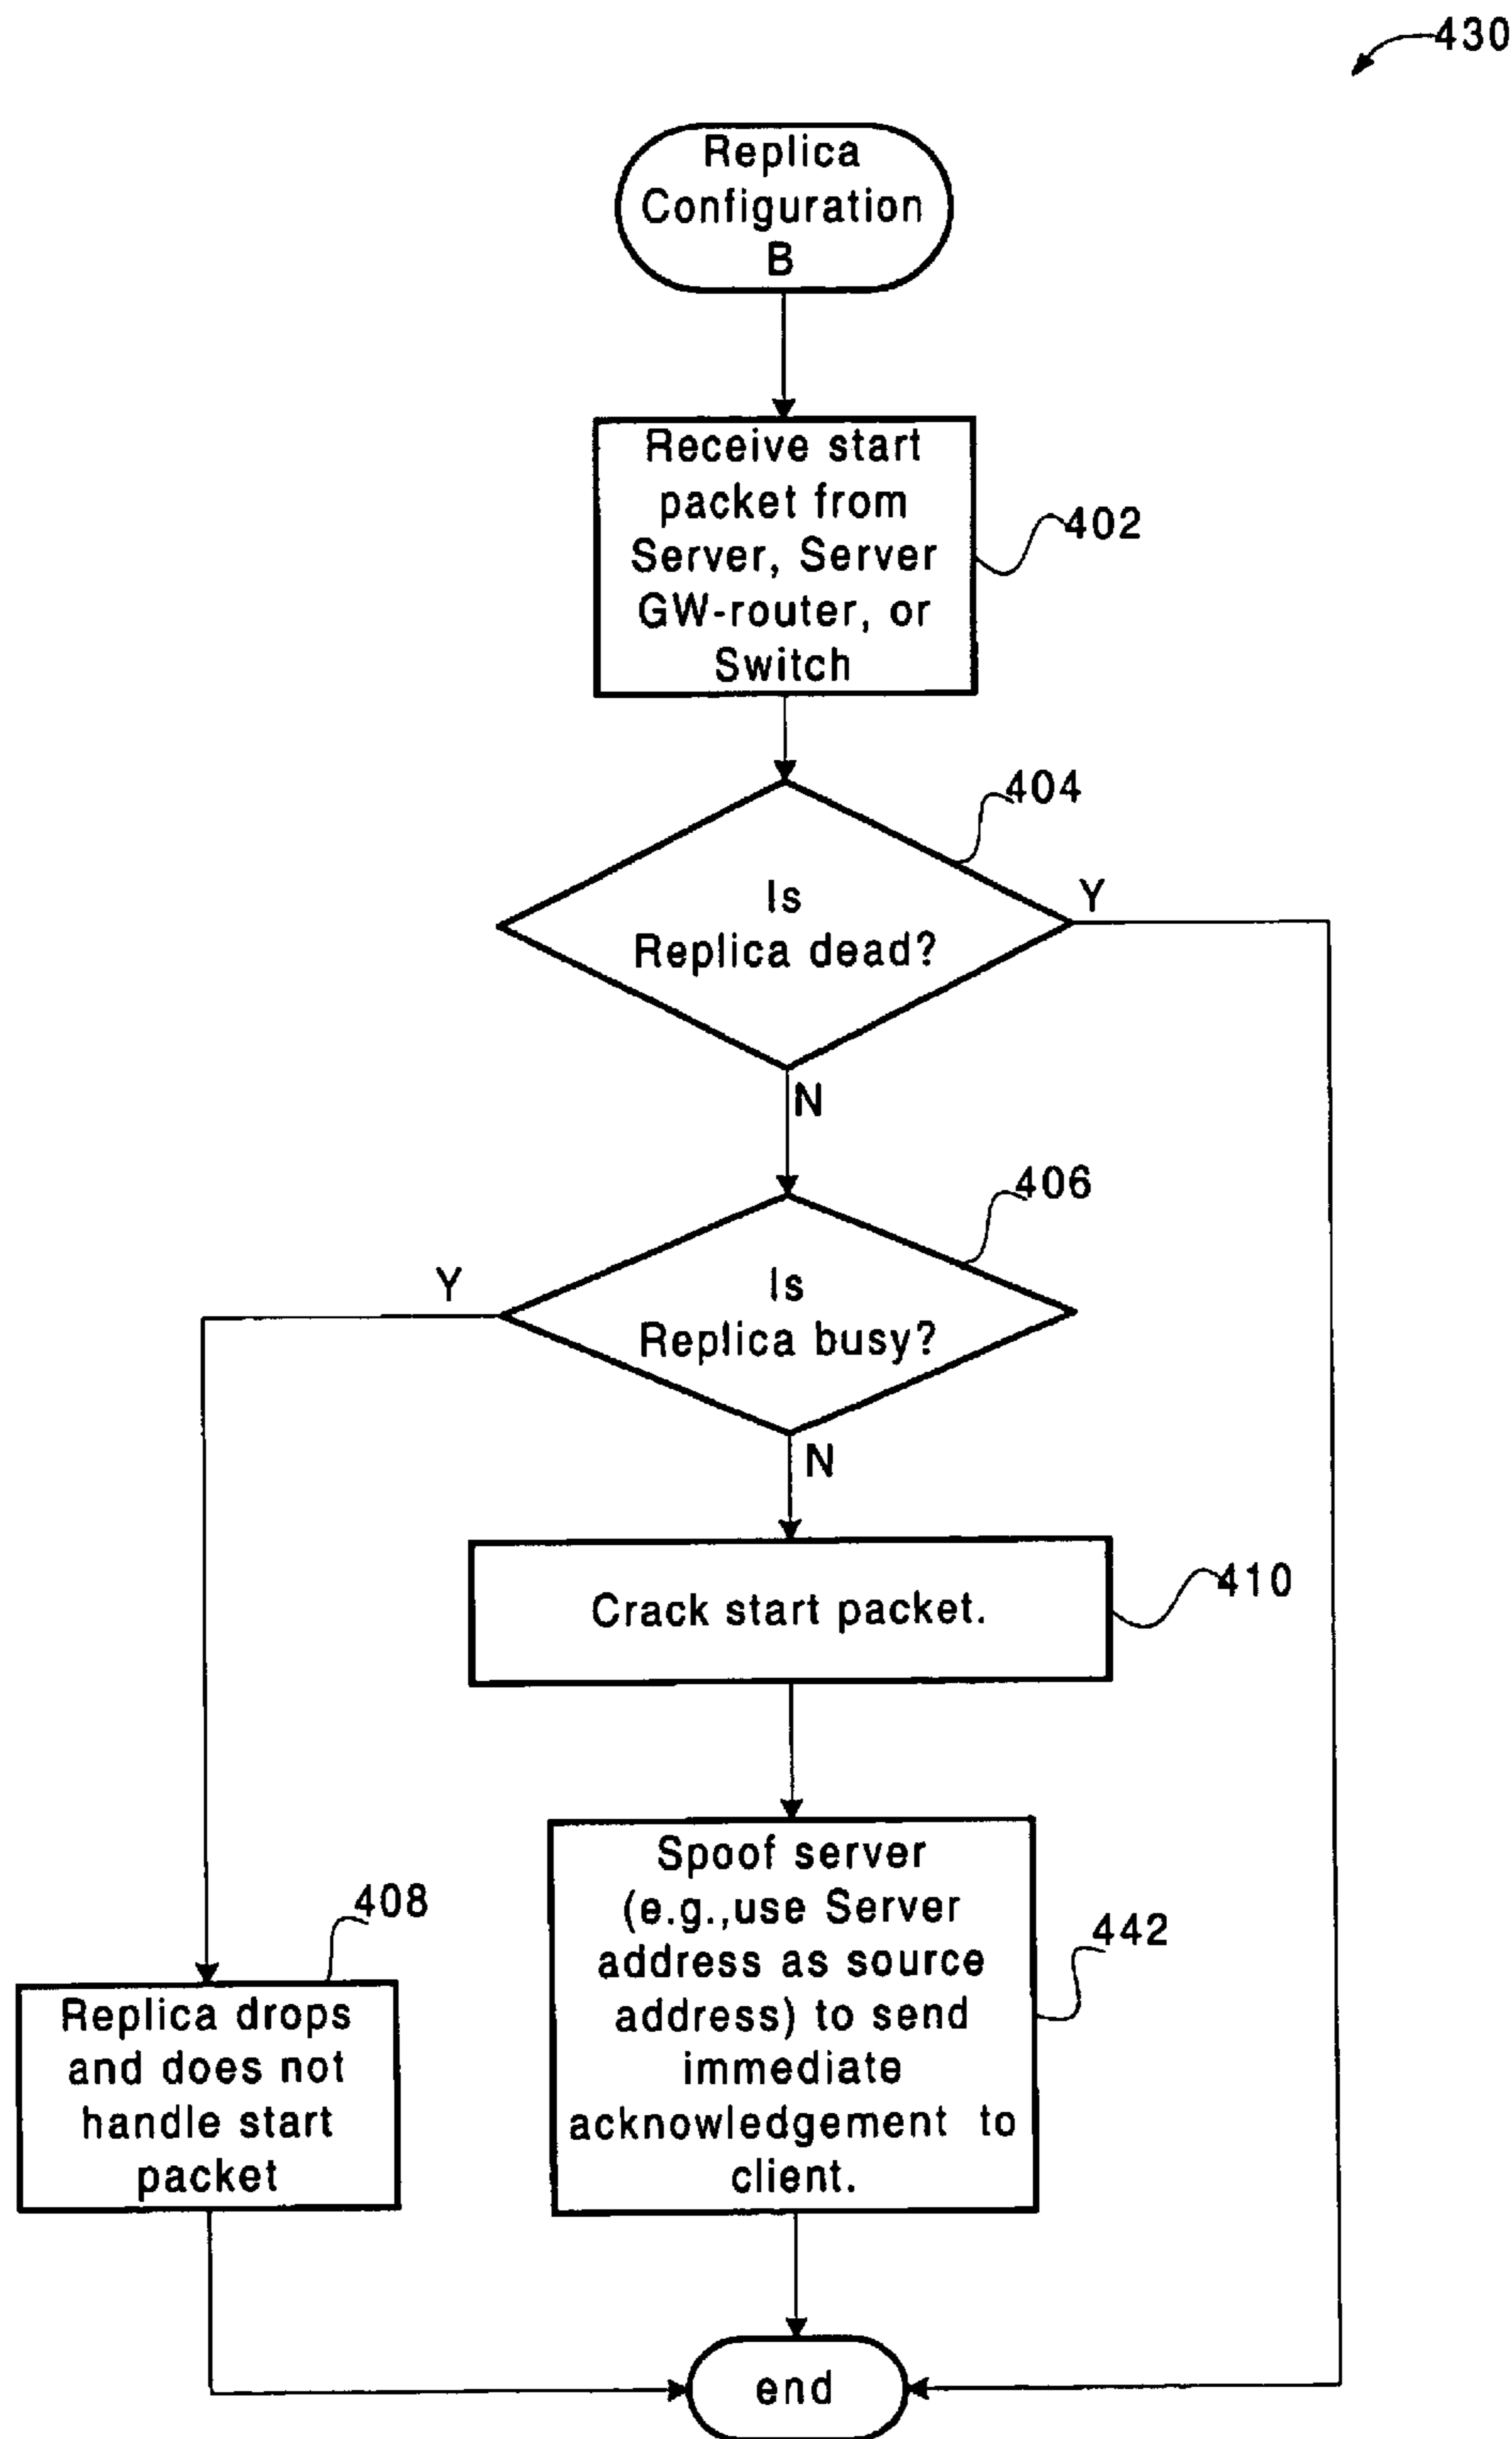 430
Replica
Configuration
B
Receive start
packet from
Server, Server
GW-router, or
Switch
402
404
Is
Replica dead?
Y
N
406
Is
Replica busy?
Y
N
Crack start packet.
410
Spoof server
(e.g.,use Server
address as source
address) to send
immediate
acknowledgement to
client.
442
408
Replica drops
and does not
handle start
packet
end